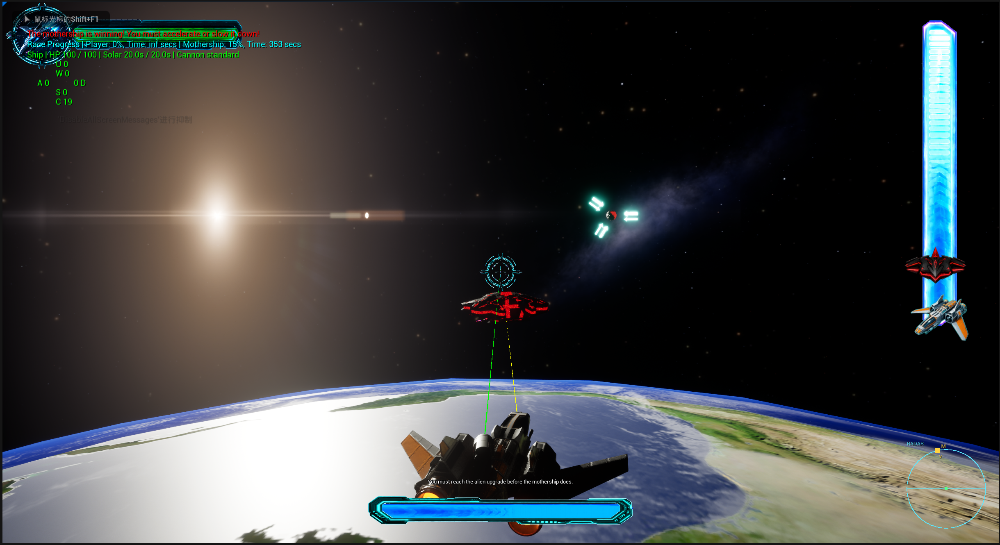 鼠标光标的Shift+F1
The mothership is winning! You must accelerate or slow it down!
Race Progress | Player: 0%, Time: inf secs | Mothership: 15%, Time: 353 secs
Ship | HP 100 / 100 | Solar 20.0s / 20.0s | Cannon standard
U 0
W 0
A 0 0 D
S 0
C 19
'DisableAllScreenMessages'进行抑制
RADAR
M
v
You must reach the alien upgrade before the mothership does.